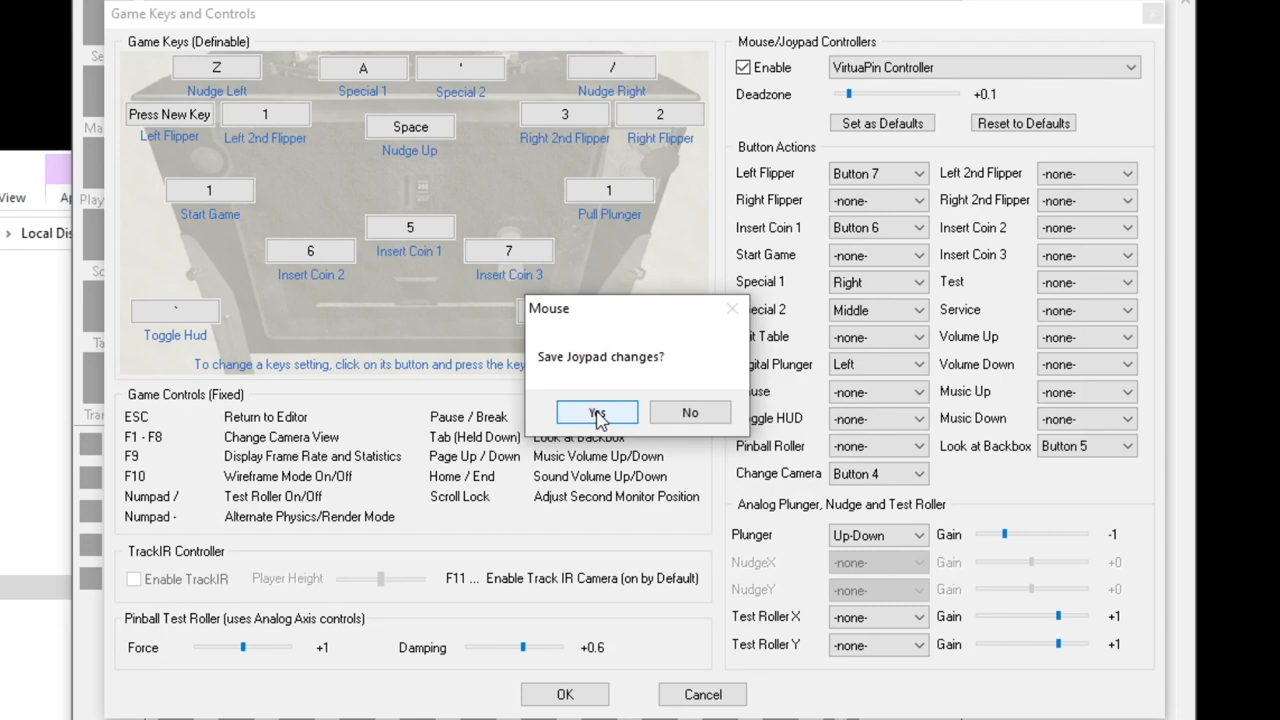 Game Keys and Controls
Game Keys (Definable)
Z
Nudge Left
A
Special 1
'
Special 2
/
Nudge Right
Press New Key
Left Flipper
1
Left 2nd Flipper
Space
Nudge Up
3
Right 2nd Flipper
2
Right Flipper
1
Start Game
1
Pull Plunger
5
Insert Coin 1
6
Insert Coin 2
7
Insert Coin 3
`
Toggle Hud
To change a keys setting, click on its button and press the key
Game Controls (Fixed)
ESC Return to Editor Pause / Break
F1 - F8 Change Camera View Tab (Held Down) Look at Backbox
F9 Display Frame Rate and Statistics Page Up / Down Music Volume Up/Down
F10 Wireframe Mode On/Off Home / End Sound Volume Up/Down
Numpad / Test Roller On/Off Scroll Lock Adjust Second Monitor Position
Numpad - Alternate Physics/Render Mode
TrackIR Controller
Enable TrackIR Player Height F11 ... Enable Track IR Camera (on by Default)
Pinball Test Roller (uses Analog Axis controls)
Force +1 Damping +0.6
OK Cancel
Mouse/Joypad Controllers
Enable VirtuaPin Controller
Deadzone +0.1
Set as Defaults Reset to Defaults
Button Actions
Left Flipper Button 7 Left 2nd Flipper -none-
Right Flipper -none- Right 2nd Flipper -none-
Insert Coin 1 Button 6 Insert Coin 2 -none-
Start Game -none- Insert Coin 3 -none-
Special 1 Right Test -none-
ecial 2 Middle Service -none-
it Table -none- Volume Up -none-
gital Plunger Left Volume Down -none-
use -none- Music Up -none-
ggle HUD -none- Music Down -none-
Pinball Roller -none- Look at Backbox Button 5
Change Camera Button 4
Analog Plunger, Nudge and Test Roller
Plunger Up-Down Gain -1
NudgeX -none- Gain +0
NudgeY -none- Gain +0
Test Roller X -none- Gain +1
Test Roller Y -none- Gain +1
Mouse
Save Joypad changes?
Yes No
View
Local Dis
Se
Ma
Play
Sc
Ta
Tran